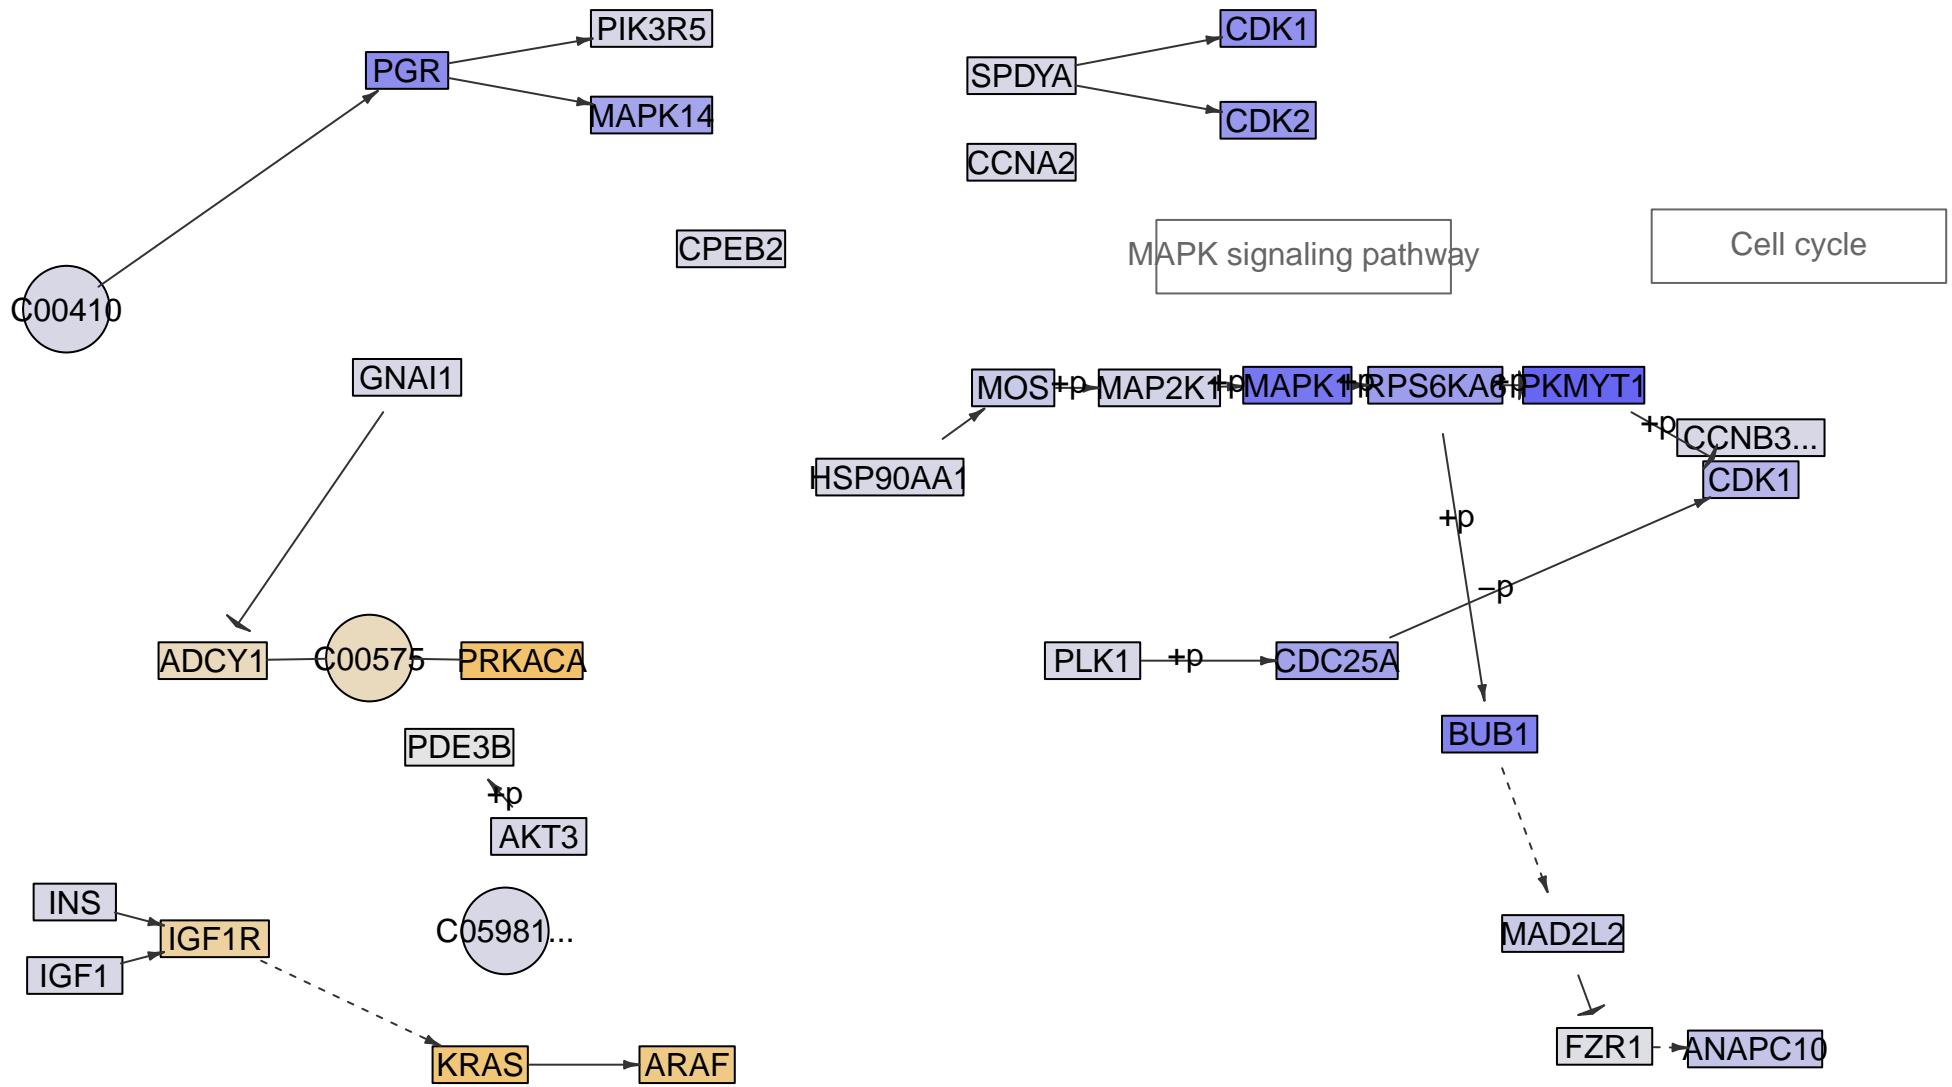 PIK3R5
CDK1
PGR
SPDYA
MAPK14
CDK2
CCNA2
CPEB2
MAPK signaling pathway
Cell cycle
C00410
GNAI1
MOS
+p
MAP2K1
+p
MAPK1
+p
RPS6KA6
+p
PKMYT1
+p
CCNB3...
HSP90AA1
CDK1
+p
−p
ADCY1
C00575
PRKACA
PLK1
+p
CDC25A
BUB1
PDE3B
+p
AKT3
INS
IGF1R
C05981...
MAD2L2
IGF1
KRAS
ARAF
FZR1
ANAPC10